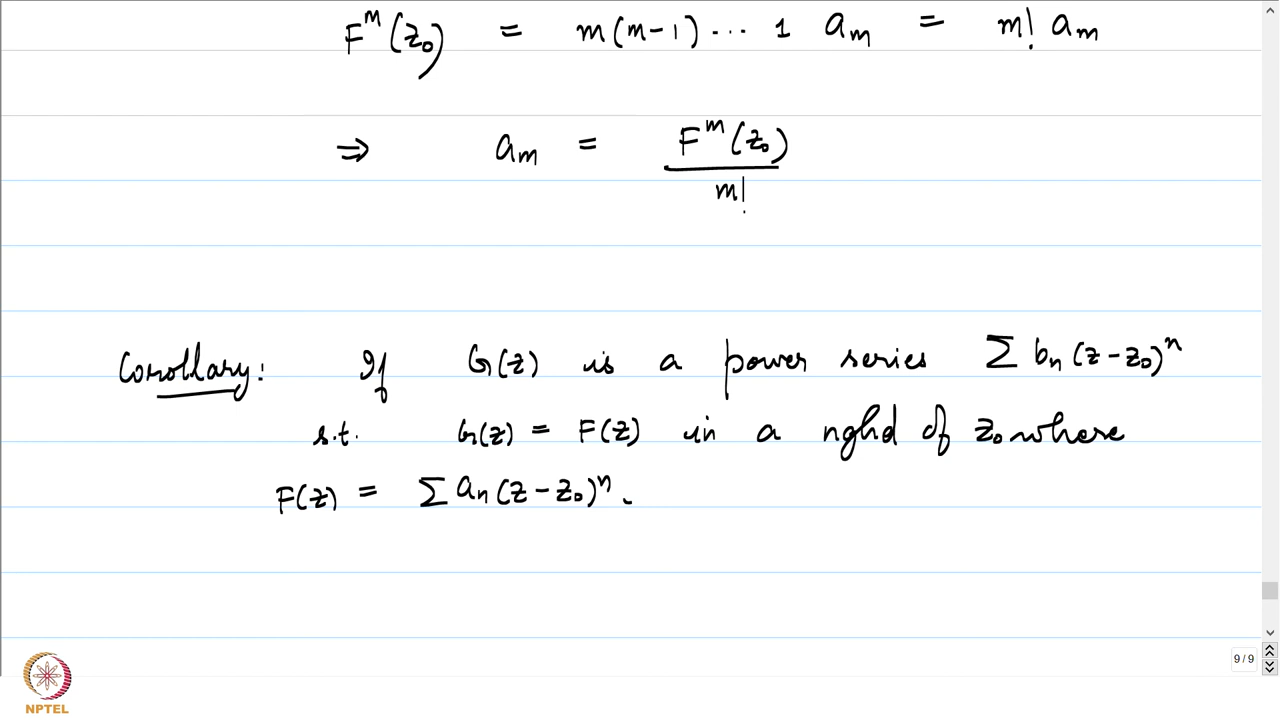 F^m(z₀) = m(m-1)... 1 a_m = m! a_m
⇒ a_m = F^m(z₀) / m!
Corollary: If G(z) is a power series Σ b_n(z-z₀)^n
s.t. G(z) = F(z) in a nghd of z₀ where
F(z) = Σ a_n(z-z₀)^n.
9/9
NPTEL